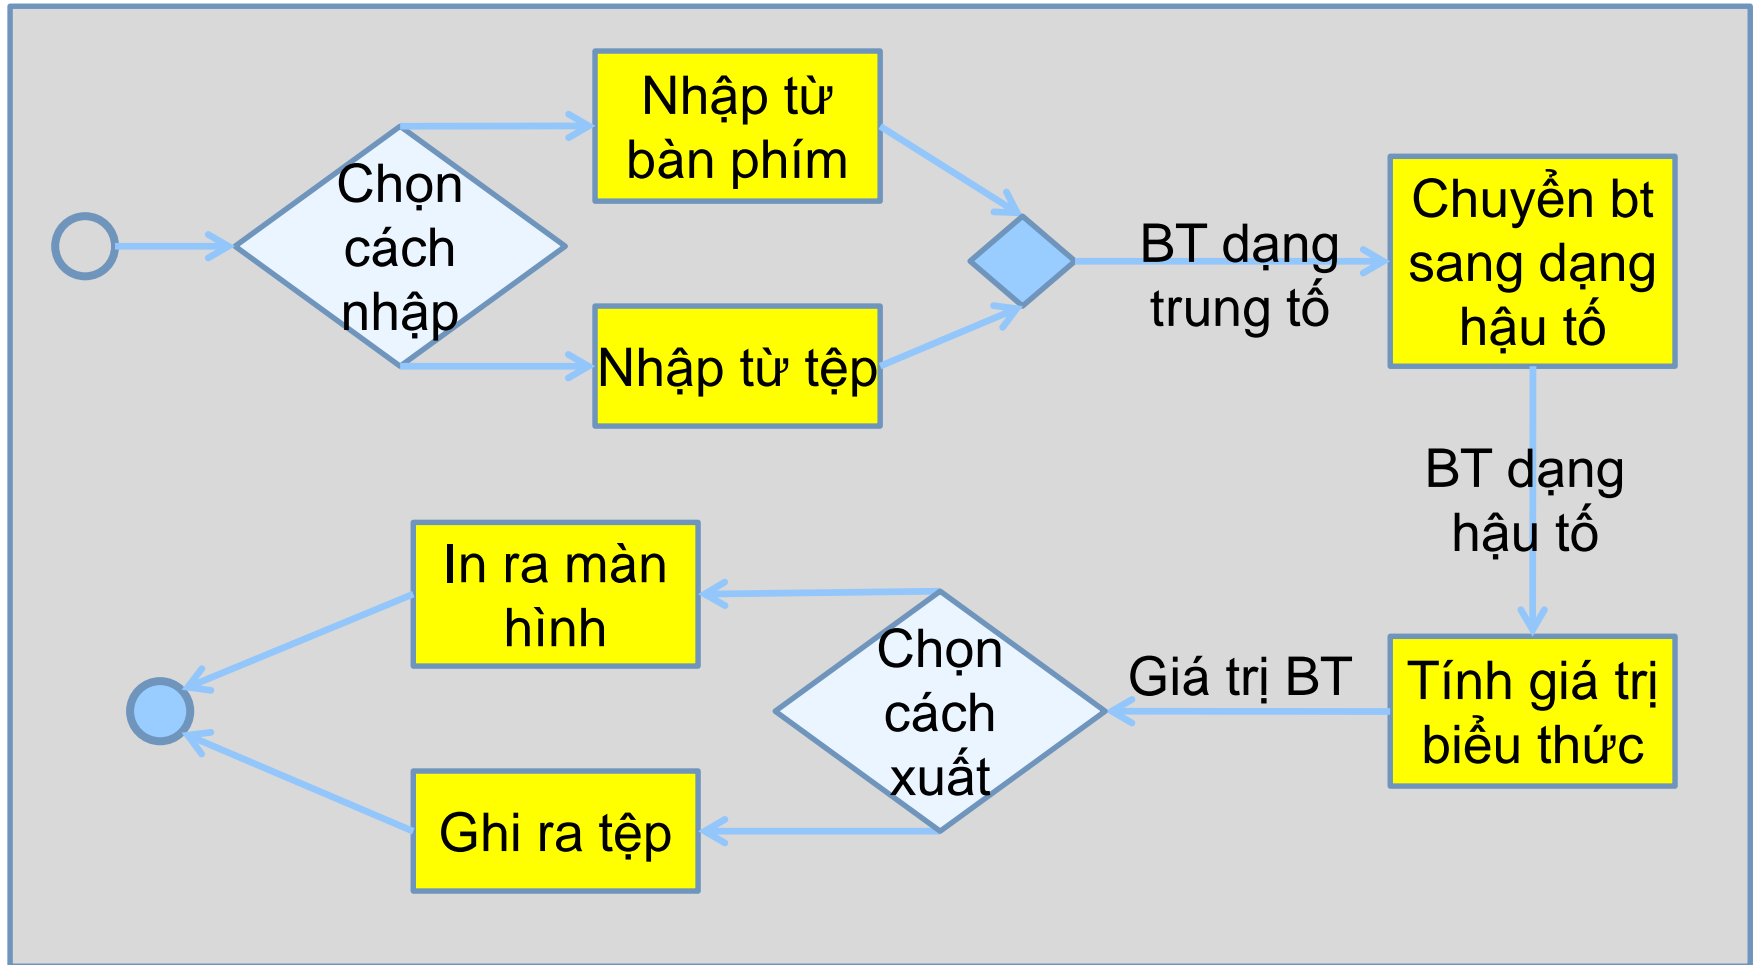 Nhập từ
bàn phím
Chọn
cách
nhập
Nhập từ tệp
BT dạng
trung tố
Chuyển bt
sang dạng
hậu tố
BT dạng
hậu tố
Tính giá trị
biểu thức
Giá trị BT
Chọn
cách
xuất
In ra màn
hình
Ghi ra tệp